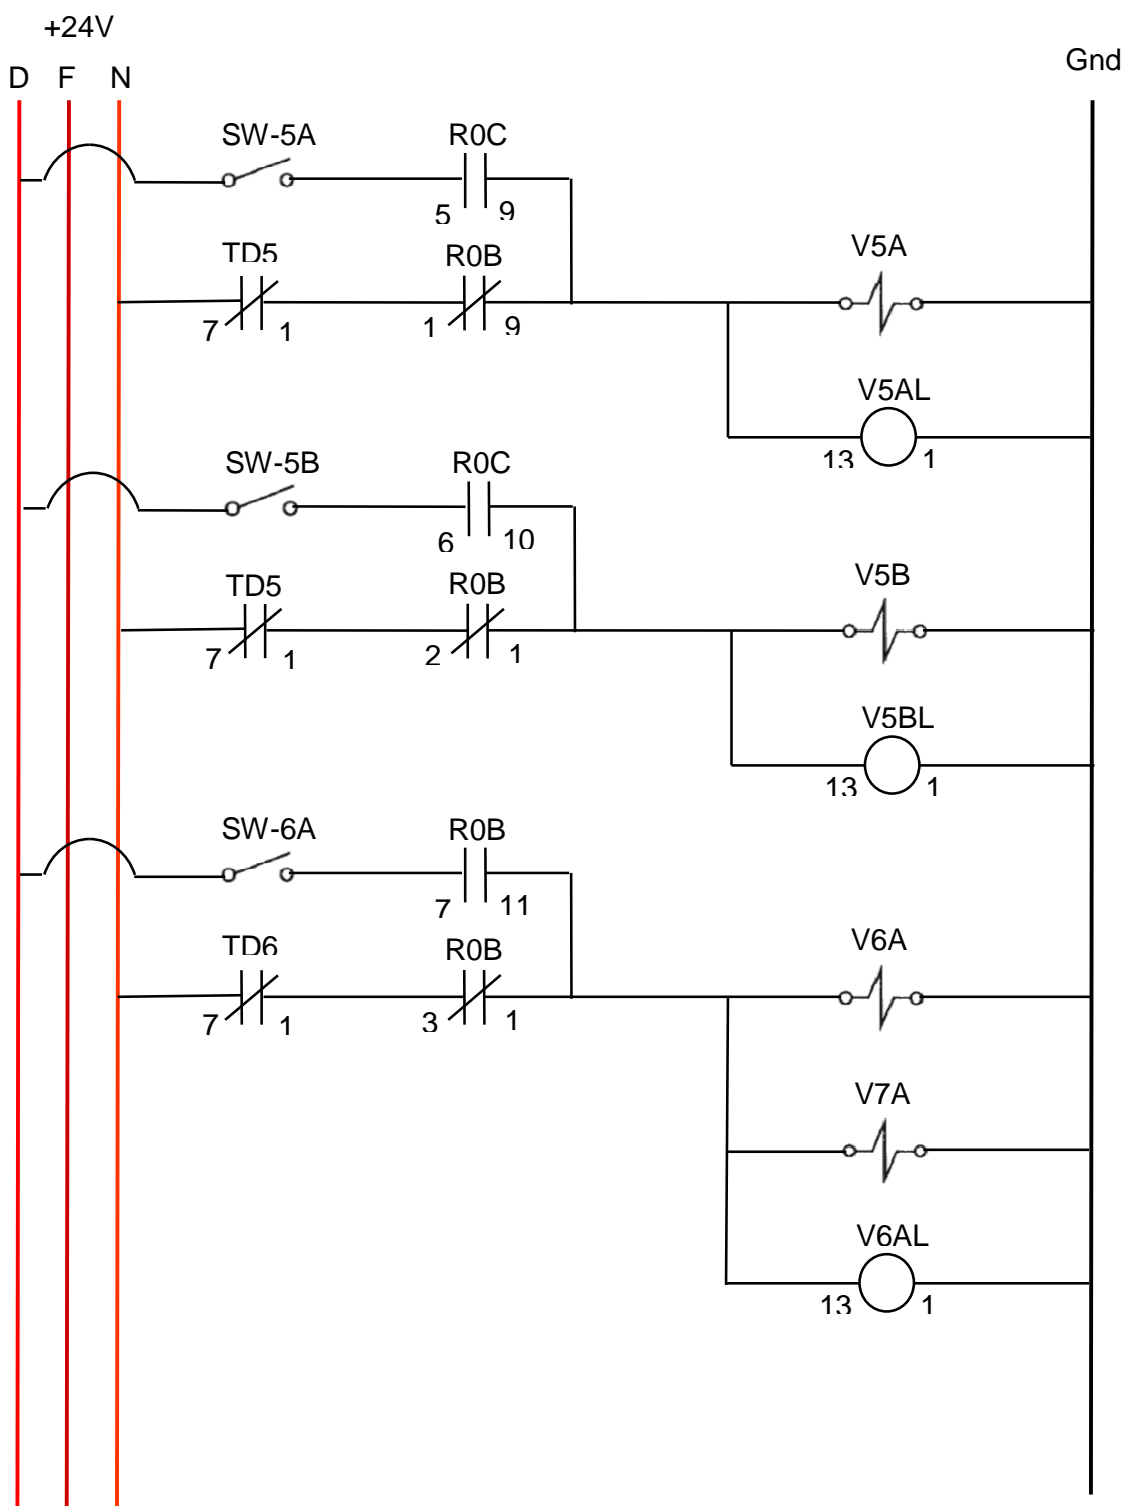 +24V
Gnd
D F N
SW-5A R0C
5 9
TD5 R0B V5A
7 1 1 9
V5AL
13 1
SW-5B R0C
6 10
TD5 R0B V5B
7 1 2 1
V5BL
13 1
SW-6A R0B
7 11
TD6 R0B V6A
7 1 3 1
V7A
V6AL
13 1